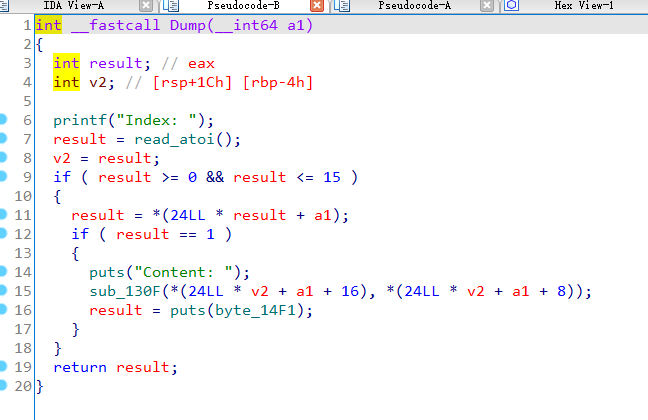 IDA View-A Pseudocode-B Pseudocode-A Hex View-1
1 int __fastcall Dump(__int64 a1)
2 {
3 int result; // eax
4 int v2; // [rsp+1Ch] [rbp-4h]
5
6 printf("Index: ");
7 result = read_atoi();
8 v2 = result;
9 if ( result >= 0 && result <= 15 )
10 {
11 result = *(24LL * result + a1);
12 if ( result == 1 )
13 {
14 puts("Content: ");
15 sub_130F(*(24LL * v2 + a1 + 16), *(24LL * v2 + a1 + 8));
16 result = puts(byte_14F1);
17 }
18 }
19 return result;
20 }